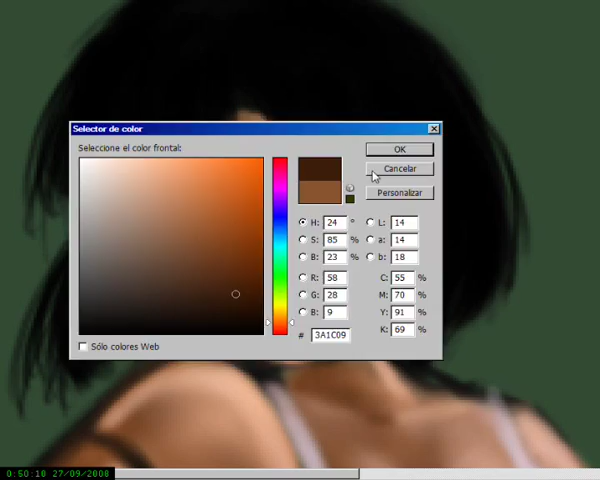 Selector de color
Seleccione el color frontal:
OK
Cancelar
Personalizar
H: 24 °
L: 14
S: 85 %
a: 14
B: 23 %
b: 18
R: 58
C: 55 %
G: 28
M: 70 %
B: 9
Y: 91 %
# 3A1C09
K: 69 %
Sólo colores Web
0:50:10 27/09/2008